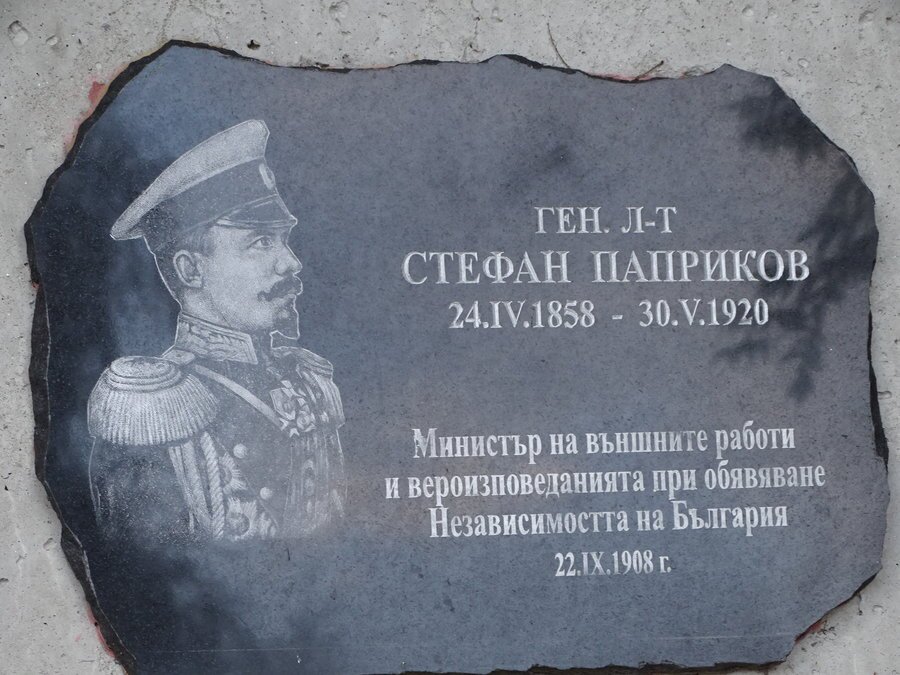 ГЕН. Л-Т
СТЕФАН ПАПРИКОВ
24.IV.1858 - 30.V.1920
Министър на външните работи
и вероизповеданията при обявяване
Независимостта на България
22.IX.1908 г.